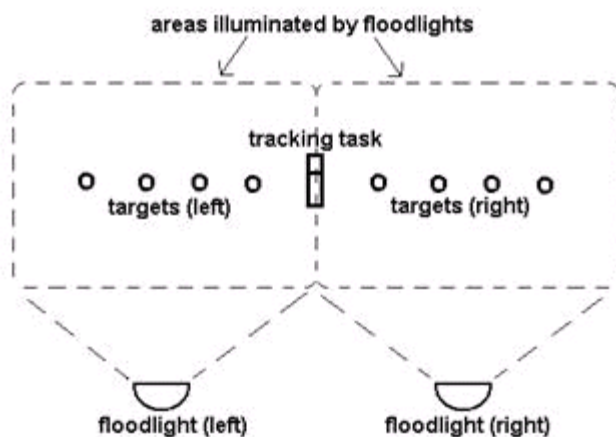 areas illuminated by floodlights
tracking task
targets (left)
targets (right)
floodlight (left)
floodlight (right)